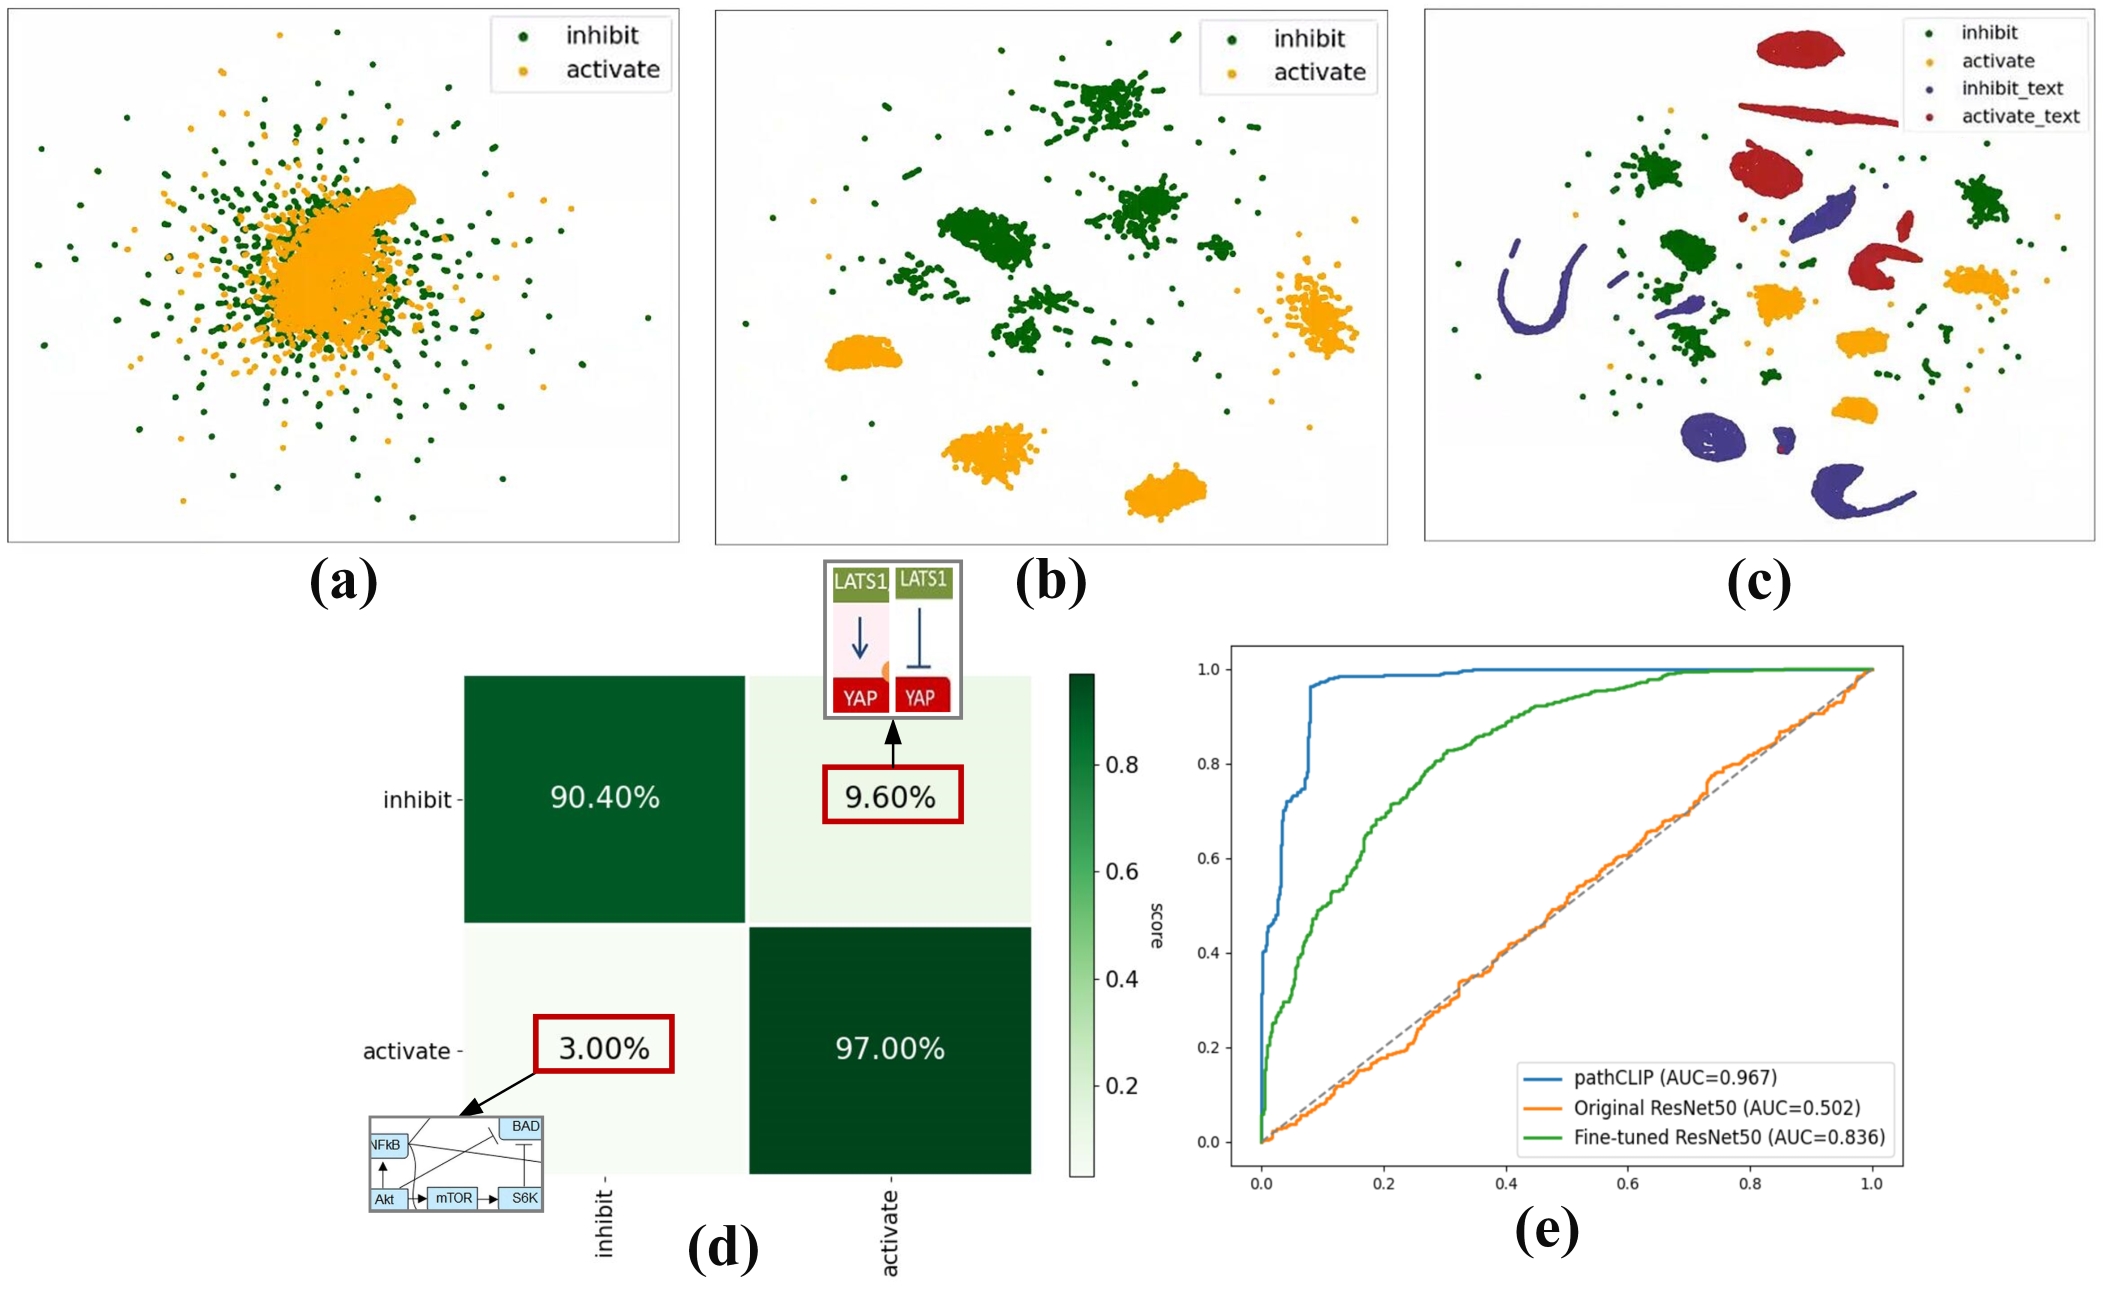 inhibit
activate
inhibit
activate
inhibit
activate
inhibit_text
activate_text
(a)
(b)
(c)
LATS1
LATS1
YAP
YAP
inhibit
90.40%
9.60%
activate
3.00%
97.00%
NFkB
BAD
Akt
mTOR
S6K
inhibit
activate
0.8
0.6
0.4
0.2
score
(d)
1.0
0.8
0.6
0.4
0.2
0.0
pathCLIP (AUC=0.967)
Original ResNet50 (AUC=0.502)
Fine-tuned ResNet50 (AUC=0.836)
0.0 0.2 0.4 0.6 0.8 1.0
(e)